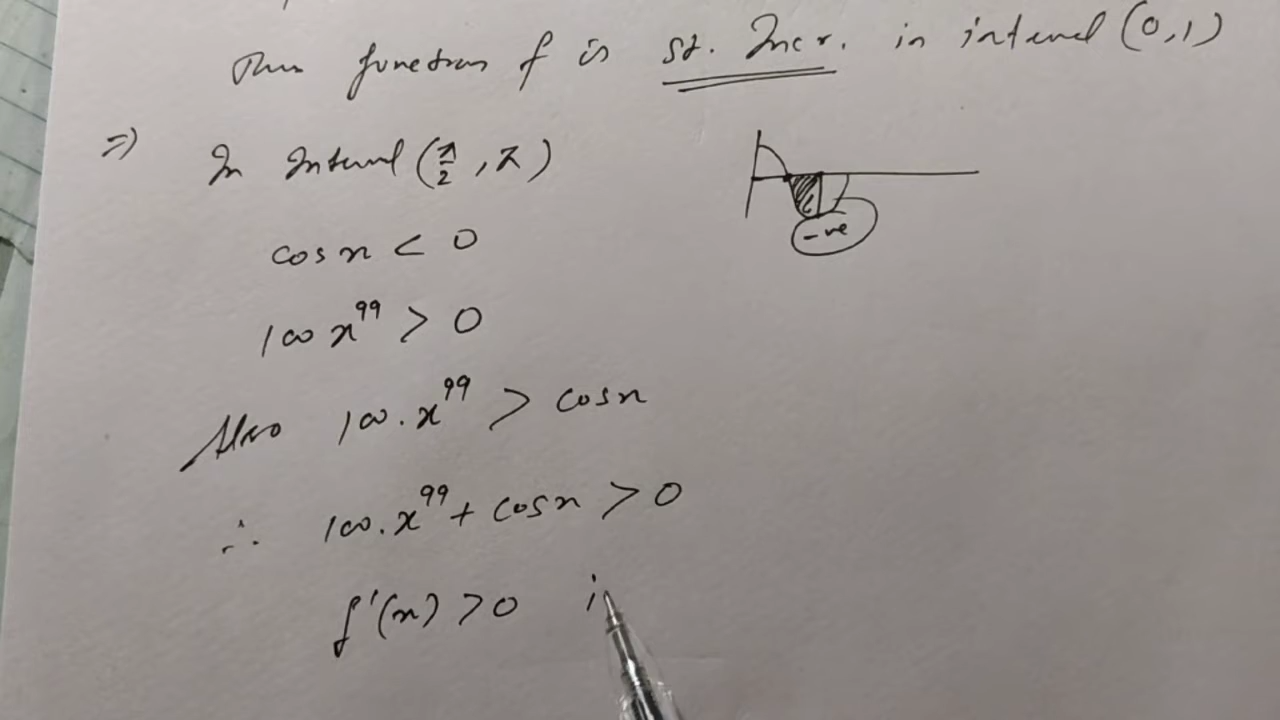 Thus function f is st. Incr. in interval (0,1)
⇒) In Interval (π/2, π)
-ve
cos x < 0
100 x^99 > 0
Also 100. x^99 > cos x
∴ 100. x^99 + cos x > 0
f'(x) > 0 i